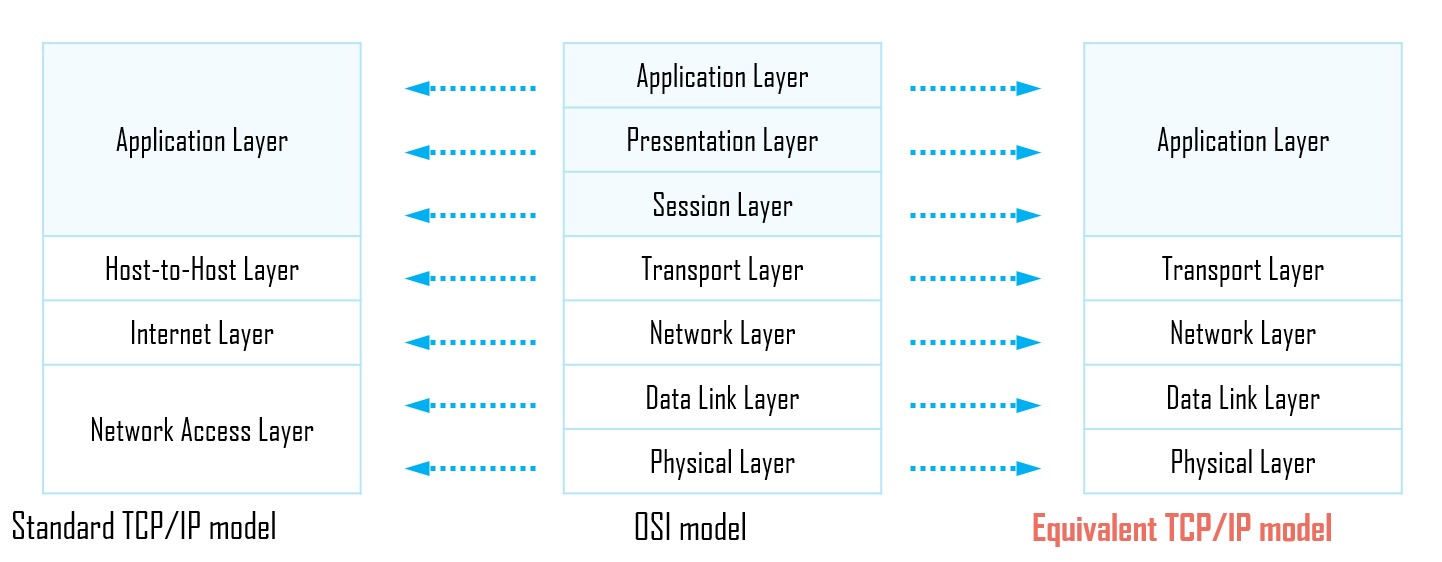 Application Layer
Host-to-Host Layer
Internet Layer
Network Access Layer
Standard TCP/IP model
Application Layer
Presentation Layer
Session Layer
Transport Layer
Network Layer
Data Link Layer
Physical Layer
OSI model
Application Layer
Transport Layer
Network Layer
Data Link Layer
Physical Layer
Equivalent TCP/IP model